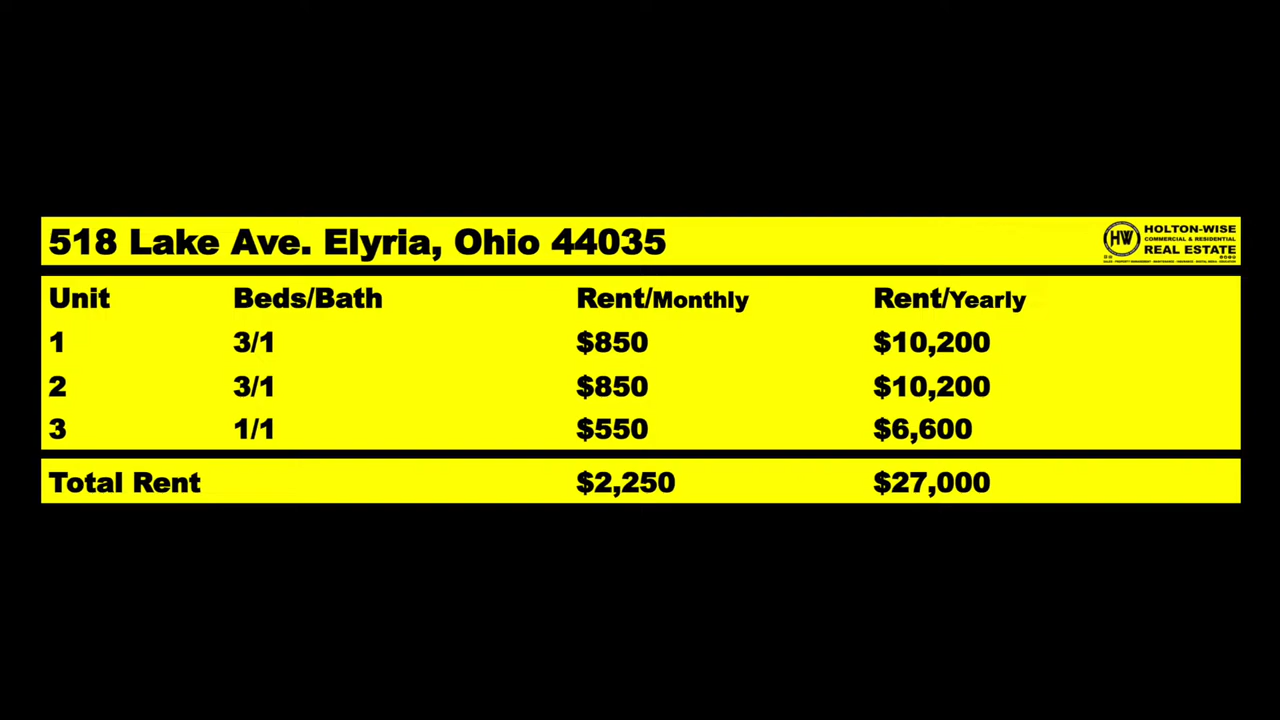 518 Lake Ave. Elyria, Ohio 44035
HW
HOLTON-WISE
COMMERCIAL & RESIDENTIAL
REAL ESTATE
Unit Beds/Bath Rent/Monthly Rent/Yearly
1 3/1 $850 $10,200
2 3/1 $850 $10,200
3 1/1 $550 $6,600
Total Rent $2,250 $27,000